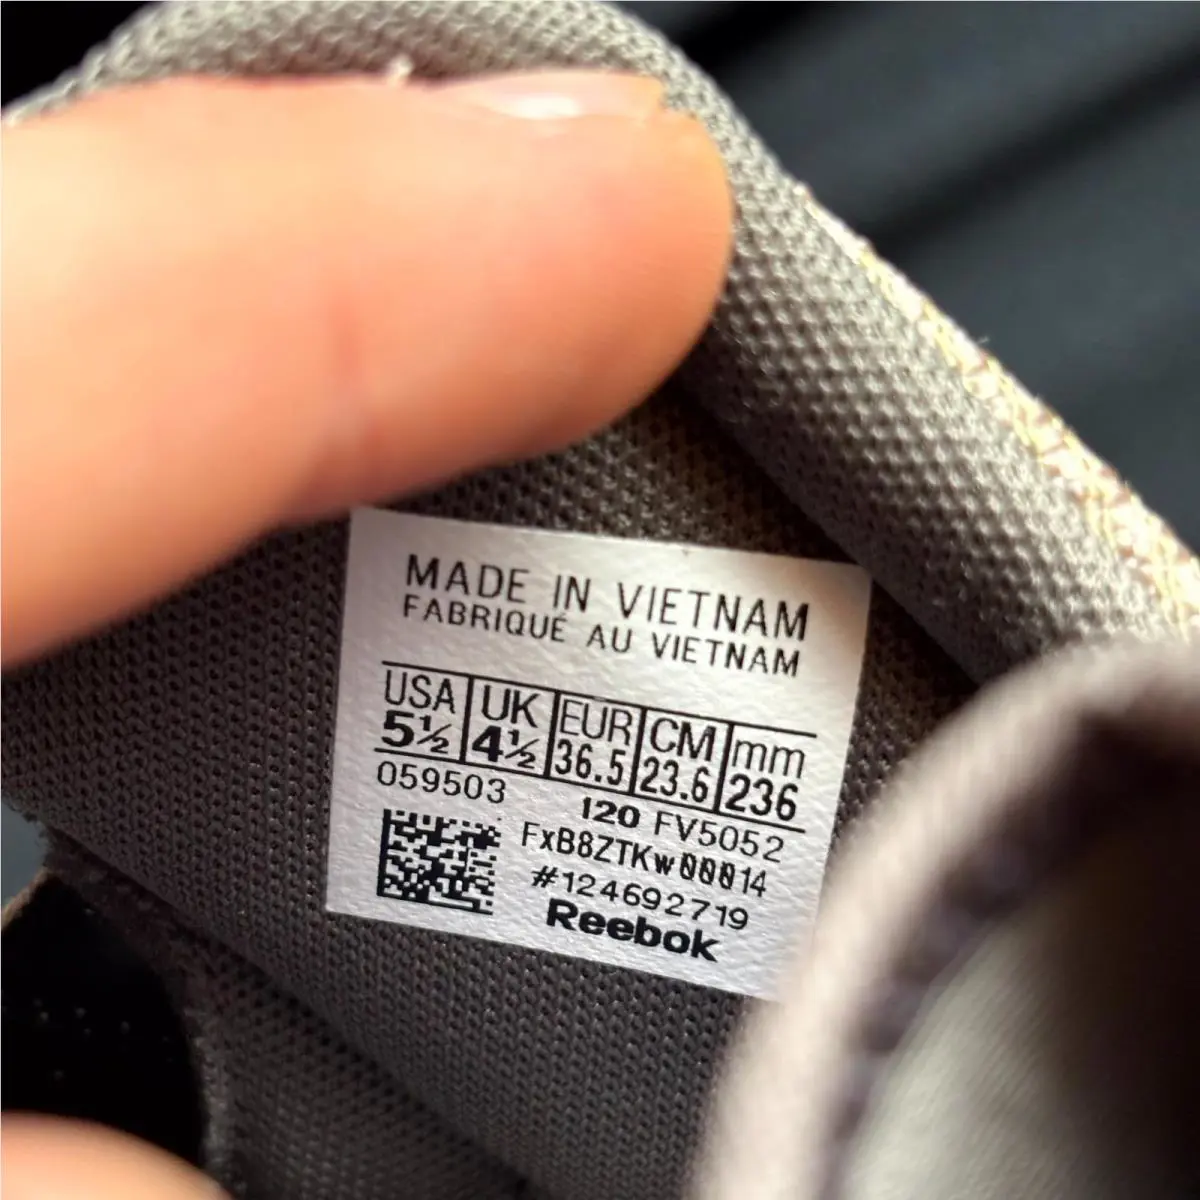 MADE IN VIETNAM
FABRIQUÉ AU VIETNAM
USA UK EUR CM mm
5½ 4½ 36.5 23.6 236
059503 120 FV5052
FxB8ZTKw00014
#124692719
Reebok